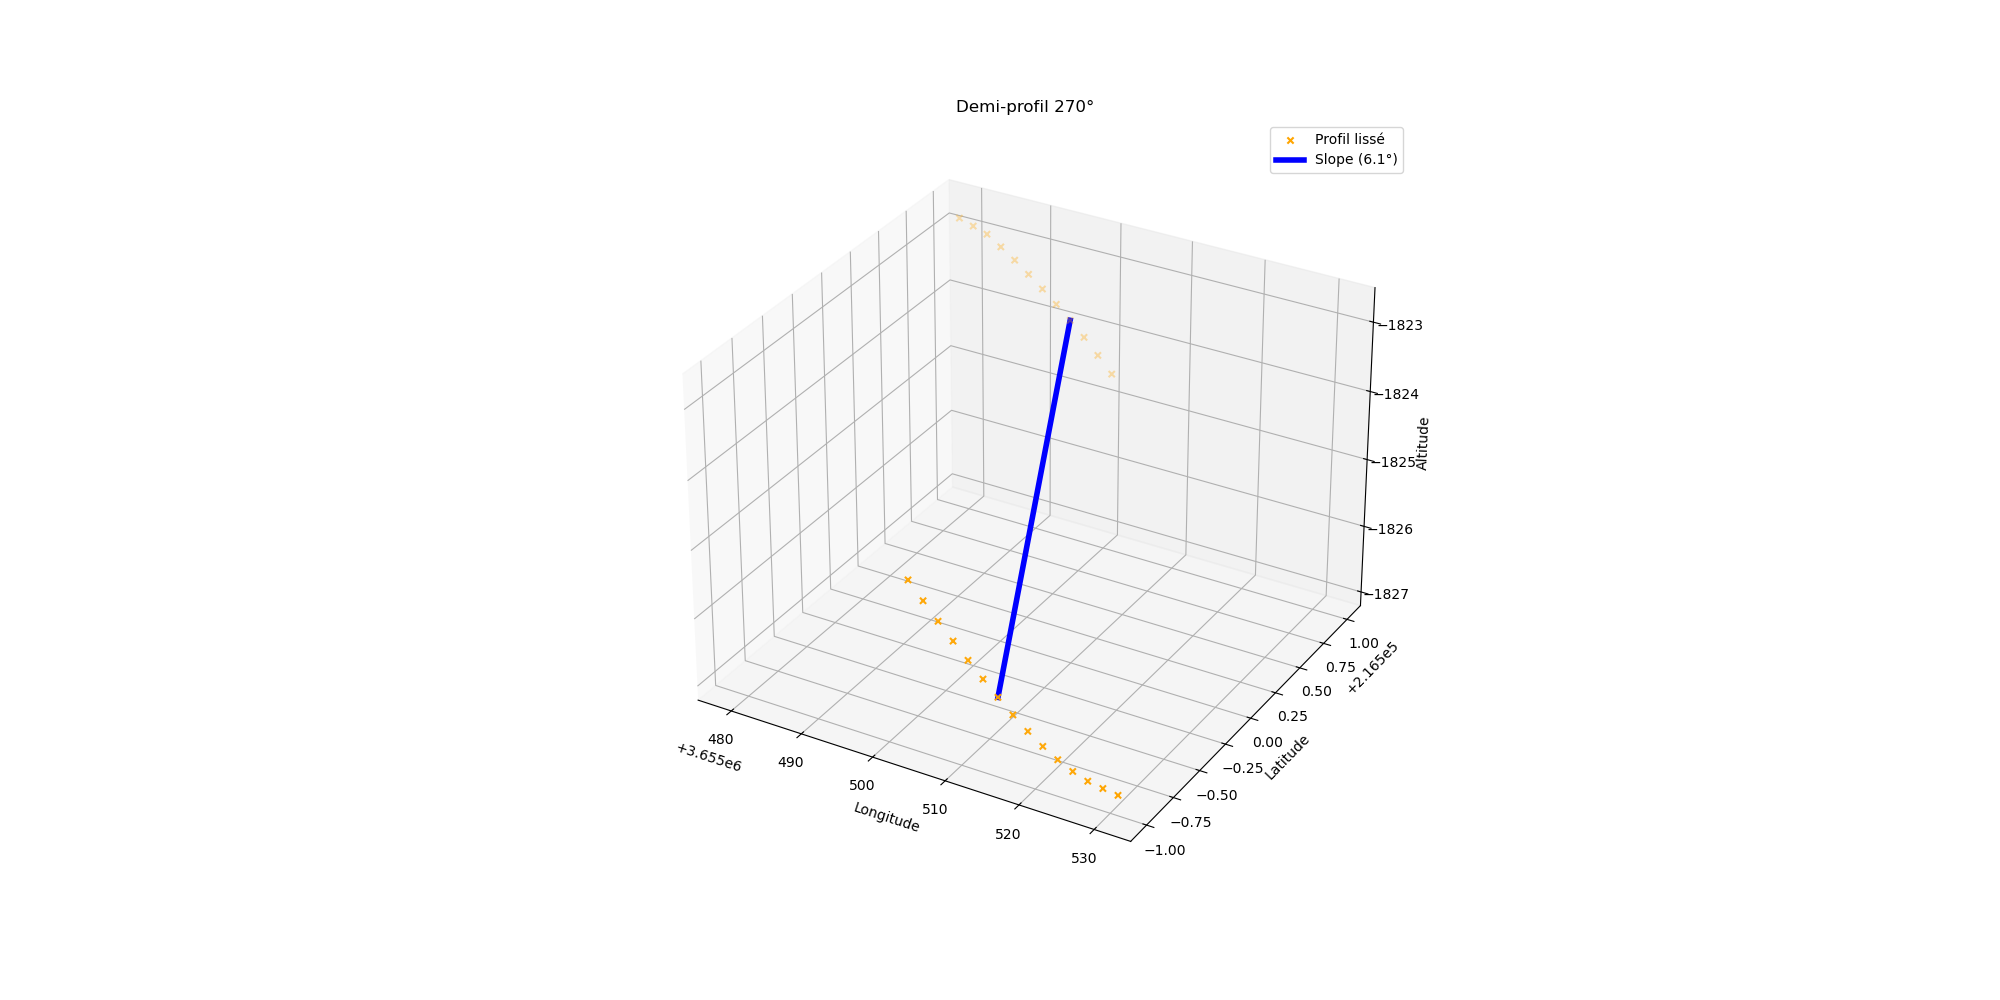 Demi-profil 270°
Profil lissé
Slope (6.1°)
−1823
−1824
−1825
−1826
−1827
Altitude
1.00
0.75
0.50
0.25
0.00
−0.25
−0.50
−0.75
−1.00
+2.165e5
Latitude
480
490
500
510
520
530
+3.655e6
Longitude